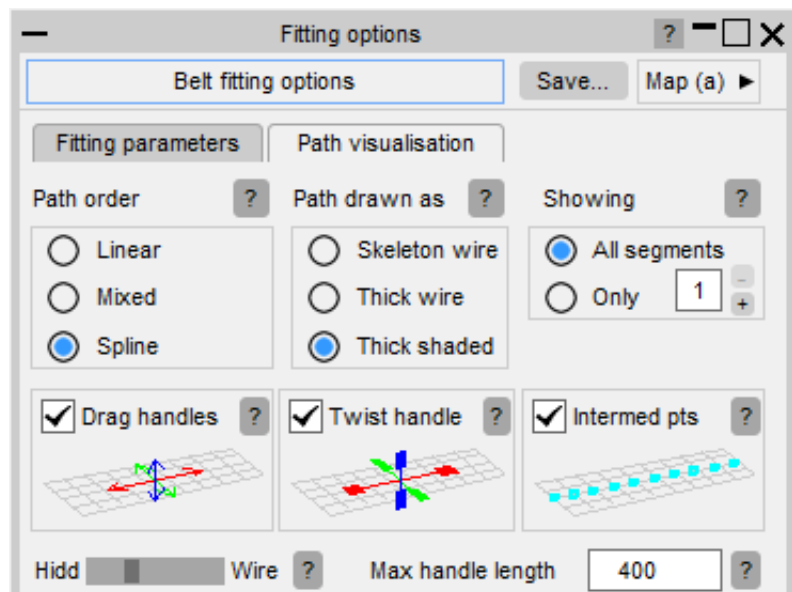 Fitting options ?
Belt fitting options Save... Map (a)
Fitting parameters Path visualisation
Path order ? Path drawn as ? Showing ?
Linear Skeleton wire All segments
Mixed Thick wire Only 1 - +
Spline Thick shaded
Drag handles ? Twist handle ? Intermed pts ?
Hidd Wire ? Max handle length 400 ?